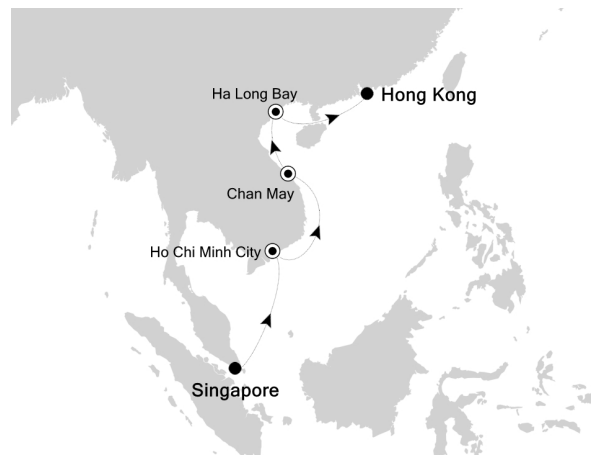 Ha Long Bay
Hong Kong
Chan May
Ho Chi Minh City
Singapore